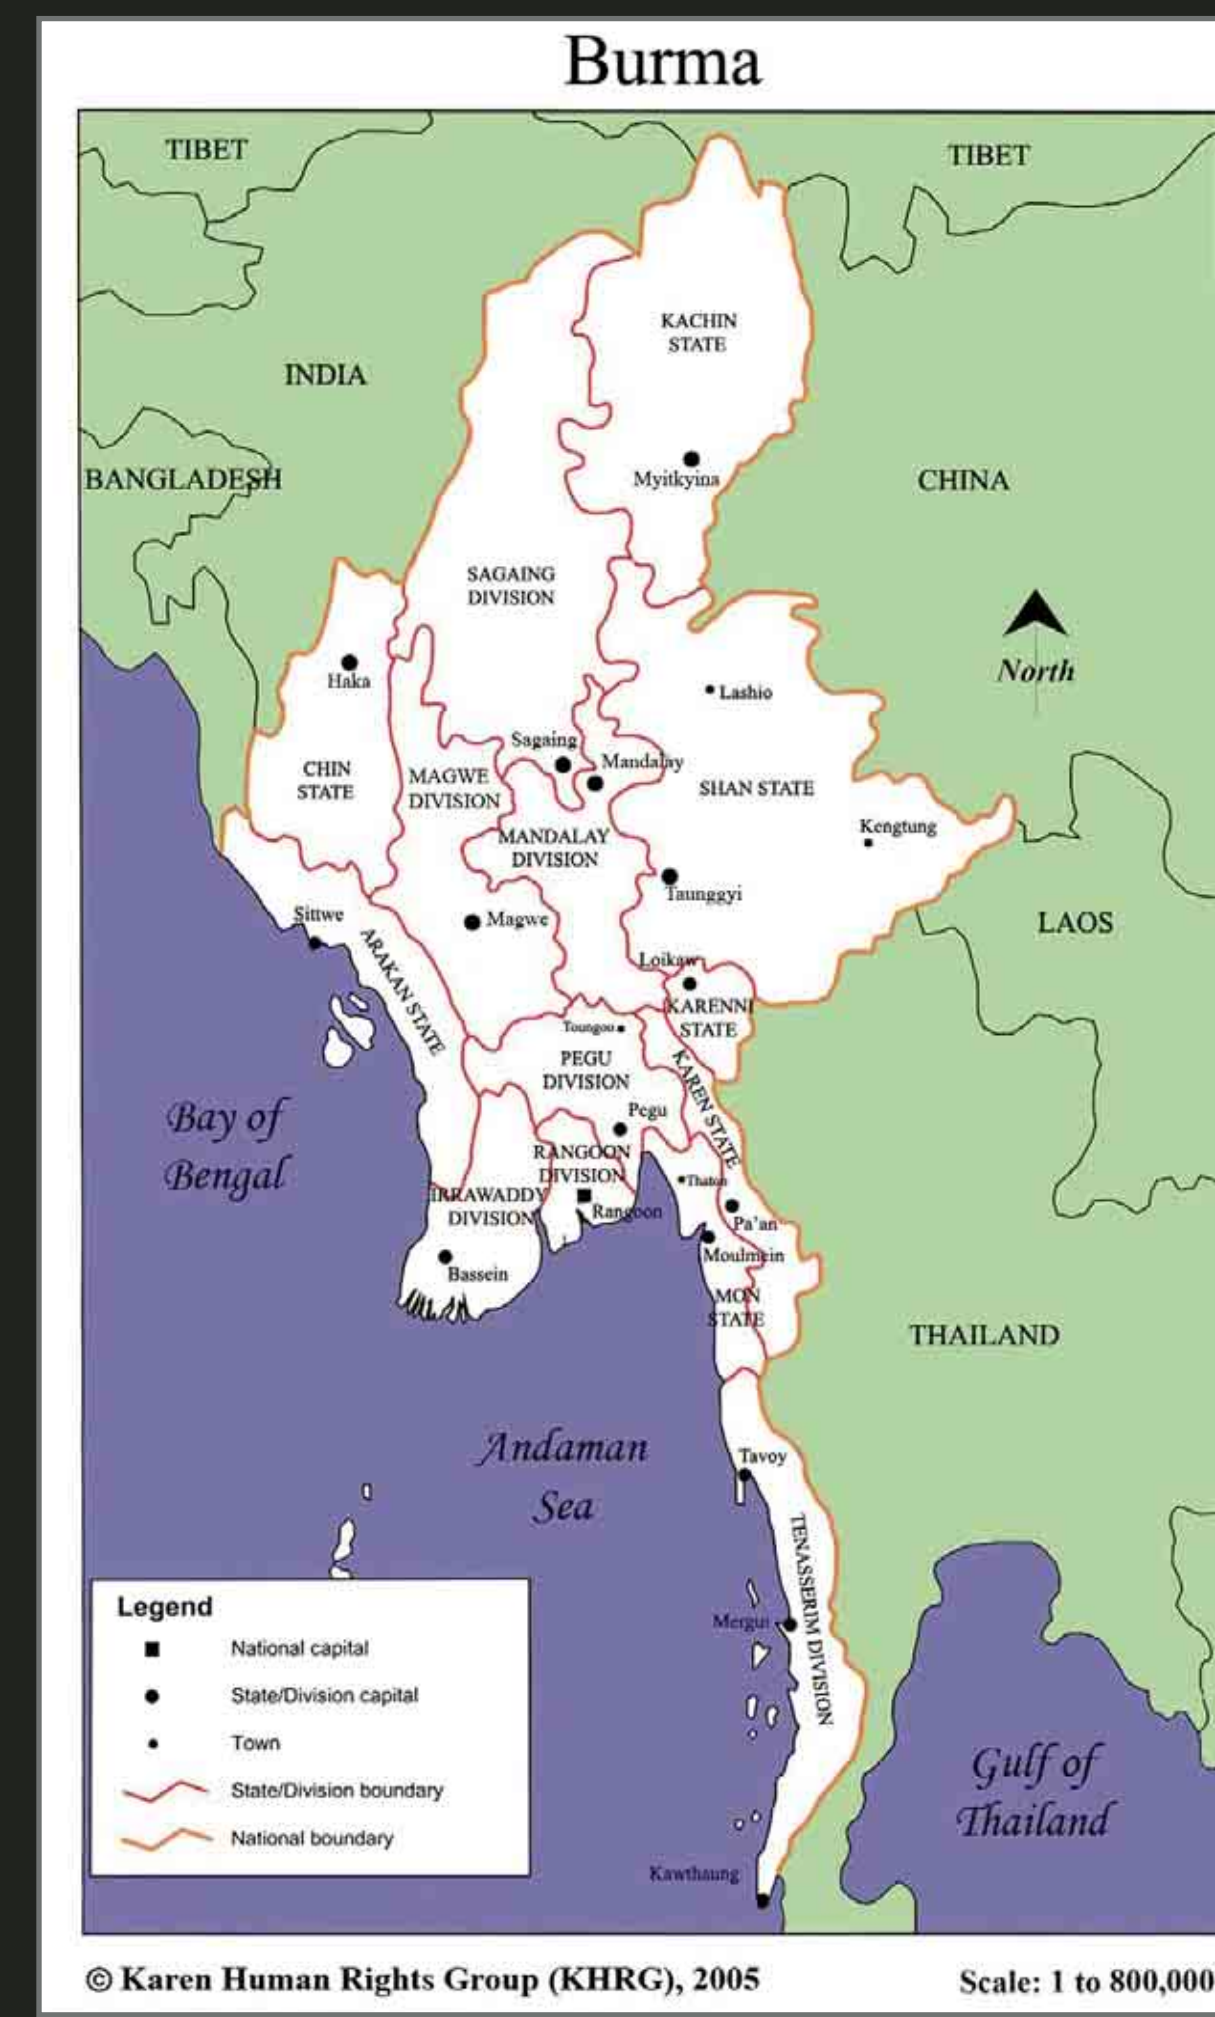 Burma
TIBET
TIBET
KACHIN
STATE
INDIA
BANGLADESH
Myitkyina
CHINA
SAGAING
DIVISION
North
Haka
Lashio
Sagaing
Mandalay
CHIN
STATE
MAGWE
DIVISION
SHAN STATE
MANDALAY
DIVISION
Kengtung
Taunggyi
Sittwe
Magwe
ARAKAN STATE
LAOS
Loikaw
KARENNI
STATE
Toungoo
PEGU
DIVISION
KAREN STATE
Pegu
Bay of
Bengal
RANGOON
DIVISION
Thaton
IRRAWADDY
DIVISION
Rangoon
Pa'an
Moulmein
Bassein
MON
STATE
THAILAND
Andaman
Sea
Tavoy
TENASSERIM DIVISION
Mergui
Legend
National capital
State/Division capital
Town
State/Division boundary
National boundary
Gulf of
Thailand
Kawthaung
© Karen Human Rights Group (KHRG), 2005
Scale: 1 to 800,000